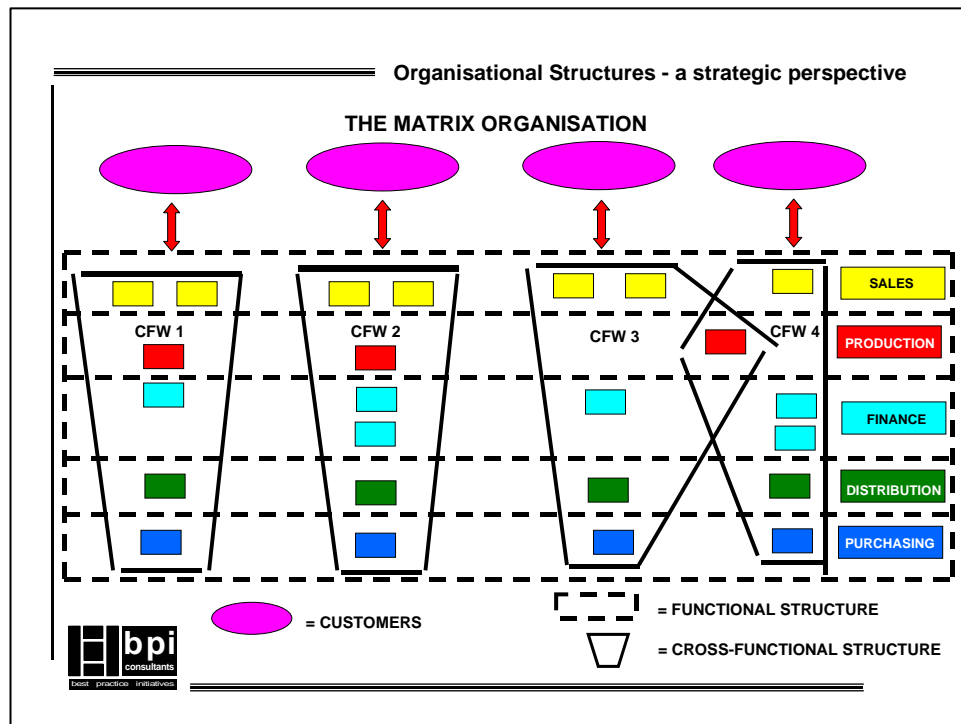 Organisational Structures - a strategic perspective
THE MATRIX ORGANISATION
SALES
CFW 1
CFW 2
CFW 3
CFW 4
PRODUCTION
FINANCE
DISTRIBUTION
PURCHASING
= CUSTOMERS
= FUNCTIONAL STRUCTURE
= CROSS-FUNCTIONAL STRUCTURE
bpi
consultants
best practice initiatives